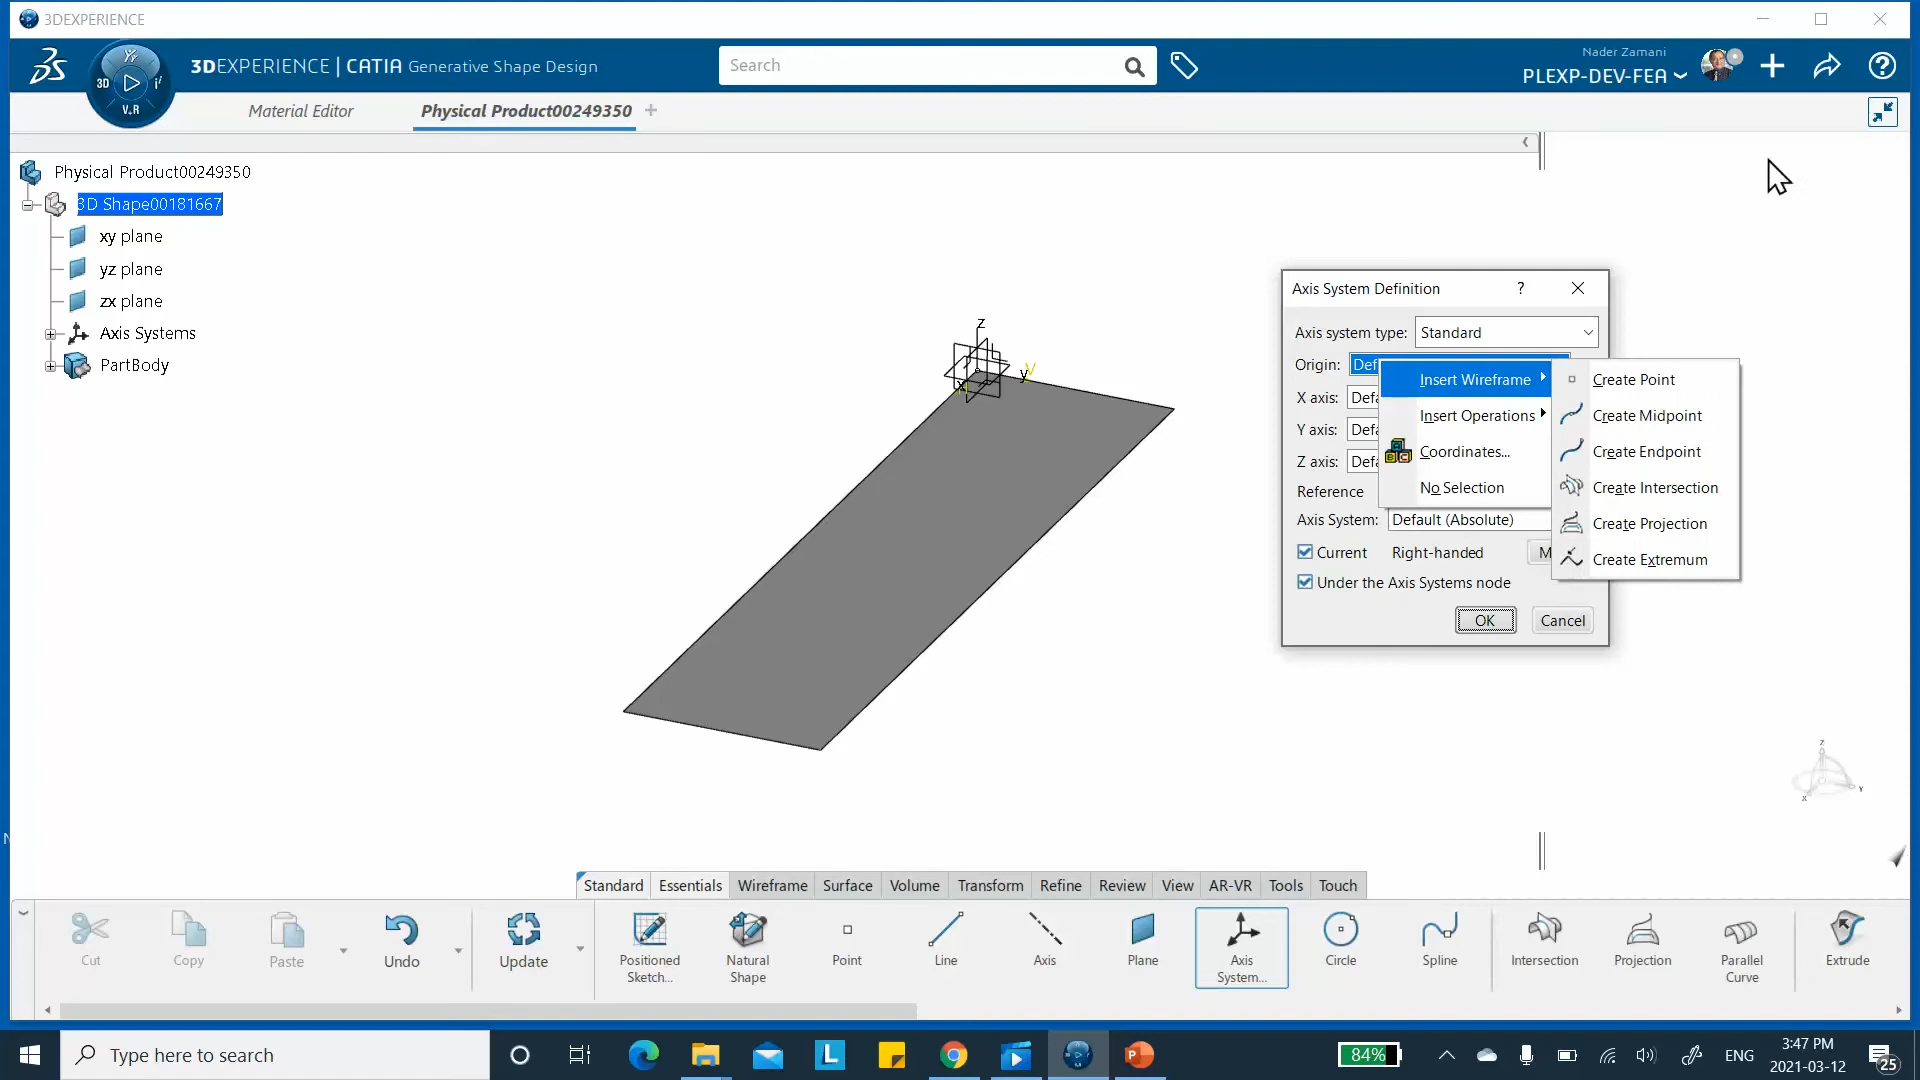 3DEXPERIENCE
3DEXPERIENCE | CATIA Generative Shape Design
Search
Nader Zamani
PLEXP-DEV-FEA
3D
V.R
Material Editor
Physical Product00249350
Physical Product00249350
3D Shape00181667
xy plane
yz plane
zx plane
Axis Systems
PartBody
z
y
x
Axis System Definition
?
Axis system type:
Standard
Origin:
Def
X axis:
Defa
Y axis:
Defa
Z axis:
Defa
Reference
Axis System:
Default (Absolute)
Current
Right-handed
M
Under the Axis Systems node
OK
Cancel
Insert Wireframe
Insert Operations
Coordinates...
No Selection
Create Point
Create Midpoint
Create Endpoint
Create Intersection
Create Projection
Create Extremum
Standard
Essentials
Wireframe
Surface
Volume
Transform
Refine
Review
View
AR-VR
Tools
Touch
Cut
Copy
Paste
Undo
Update
Positioned Sketch...
Natural Shape
Point
Line
Axis
Plane
Axis System...
Circle
Spline
Intersection
Projection
Parallel Curve
Extrude
Type here to search
84%
ENG
3:47 PM
2021-03-12
25